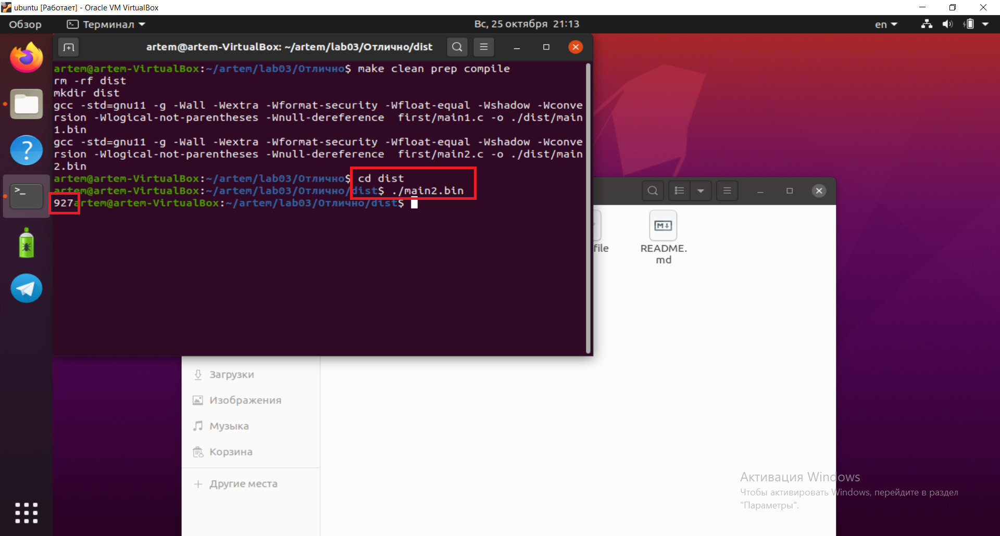 ubuntu [Работает] - Oracle VM VirtualBox
Обзор
Терминал
Вс, 25 октября 21:13
en
artem@artem-VirtualBox: ~/artem/lab03/Отлично/dist
artem@artem-VirtualBox:~/artem/lab03/Отлично$ make clean prep compile
rm -rf dist
mkdir dist
gcc -std=gnu11 -g -Wall -Wextra -Wformat-security -Wfloat-equal -Wshadow -Wconve
rsion -Wlogical-not-parentheses -Wnull-dereference  first/main1.c -o ./dist/main
1.bin
gcc -std=gnu11 -g -Wall -Wextra -Wformat-security -Wfloat-equal -Wshadow -Wconve
rsion -Wlogical-not-parentheses -Wnull-dereference  first/main2.c -o ./dist/main
2.bin
artem@artem-VirtualBox:~/artem/lab03/Отлично$ cd dist
artem@artem-VirtualBox:~/artem/lab03/Отлично/dist$ ./main2.bin
927artem@artem-VirtualBox:~/artem/lab03/Отлично/dist$
file
README.
md
Загрузки
Изображения
Музыка
Корзина
Другие места
Активация Windows
Чтобы активировать Windows, перейдите в раздел
"Параметры".